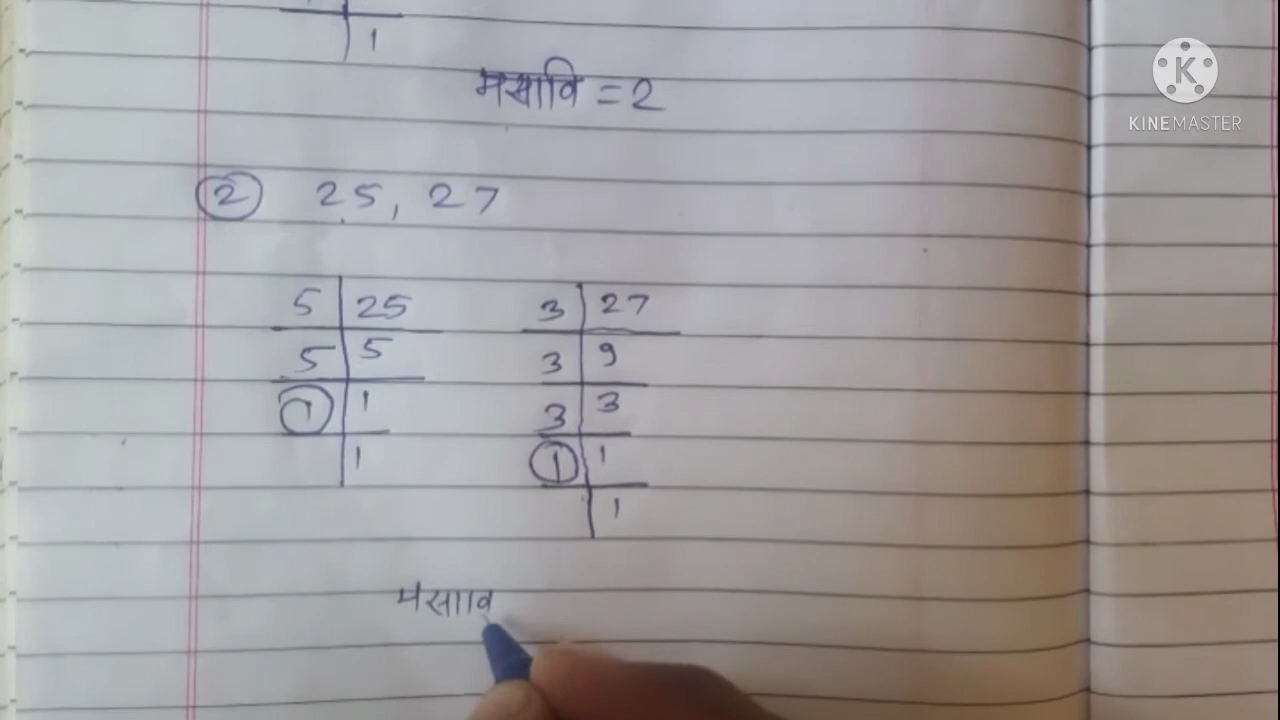 1
मसावि = 2
KINEMASTER
② 25, 27
5 | 25 3 | 27
5 | 5 3 | 9
① | 1 3 | 3
1 ① | 1
1
मसावि